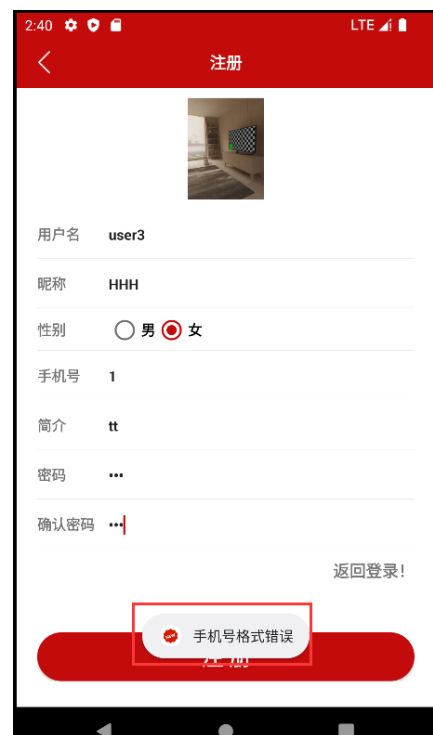 2:40 LTE
注册
用户名 user3
昵称 HHH
性别 男 女
手机号 1
简介 tt
密码 •••
确认密码 •••
返回登录!
手机号格式错误
注册